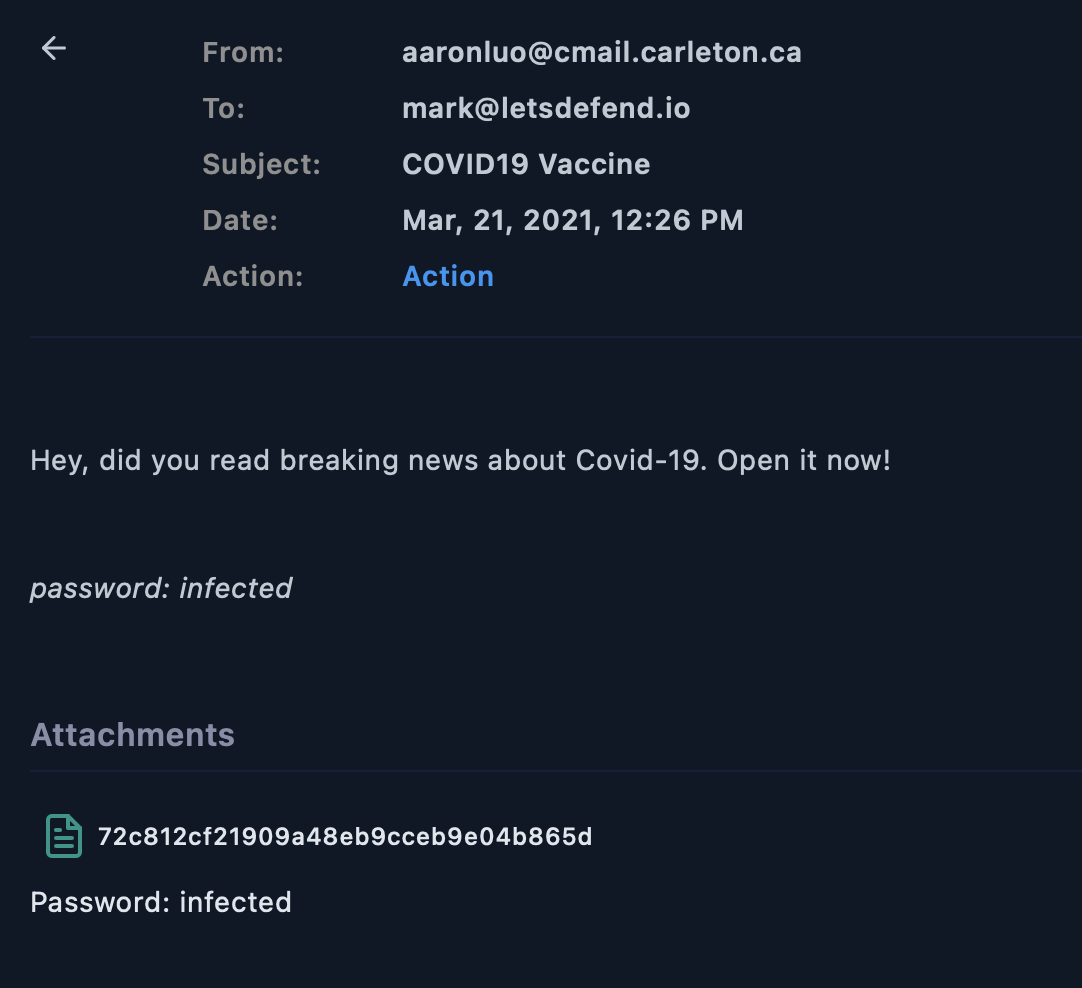 From: aaronluo@cmail.carleton.ca
To: mark@letsdefend.io
Subject: COVID19 Vaccine
Date: Mar, 21, 2021, 12:26 PM
Action: Action
Hey, did you read breaking news about Covid-19. Open it now!
password: infected
Attachments
72c812cf21909a48eb9cceb9e04b865d
Password: infected